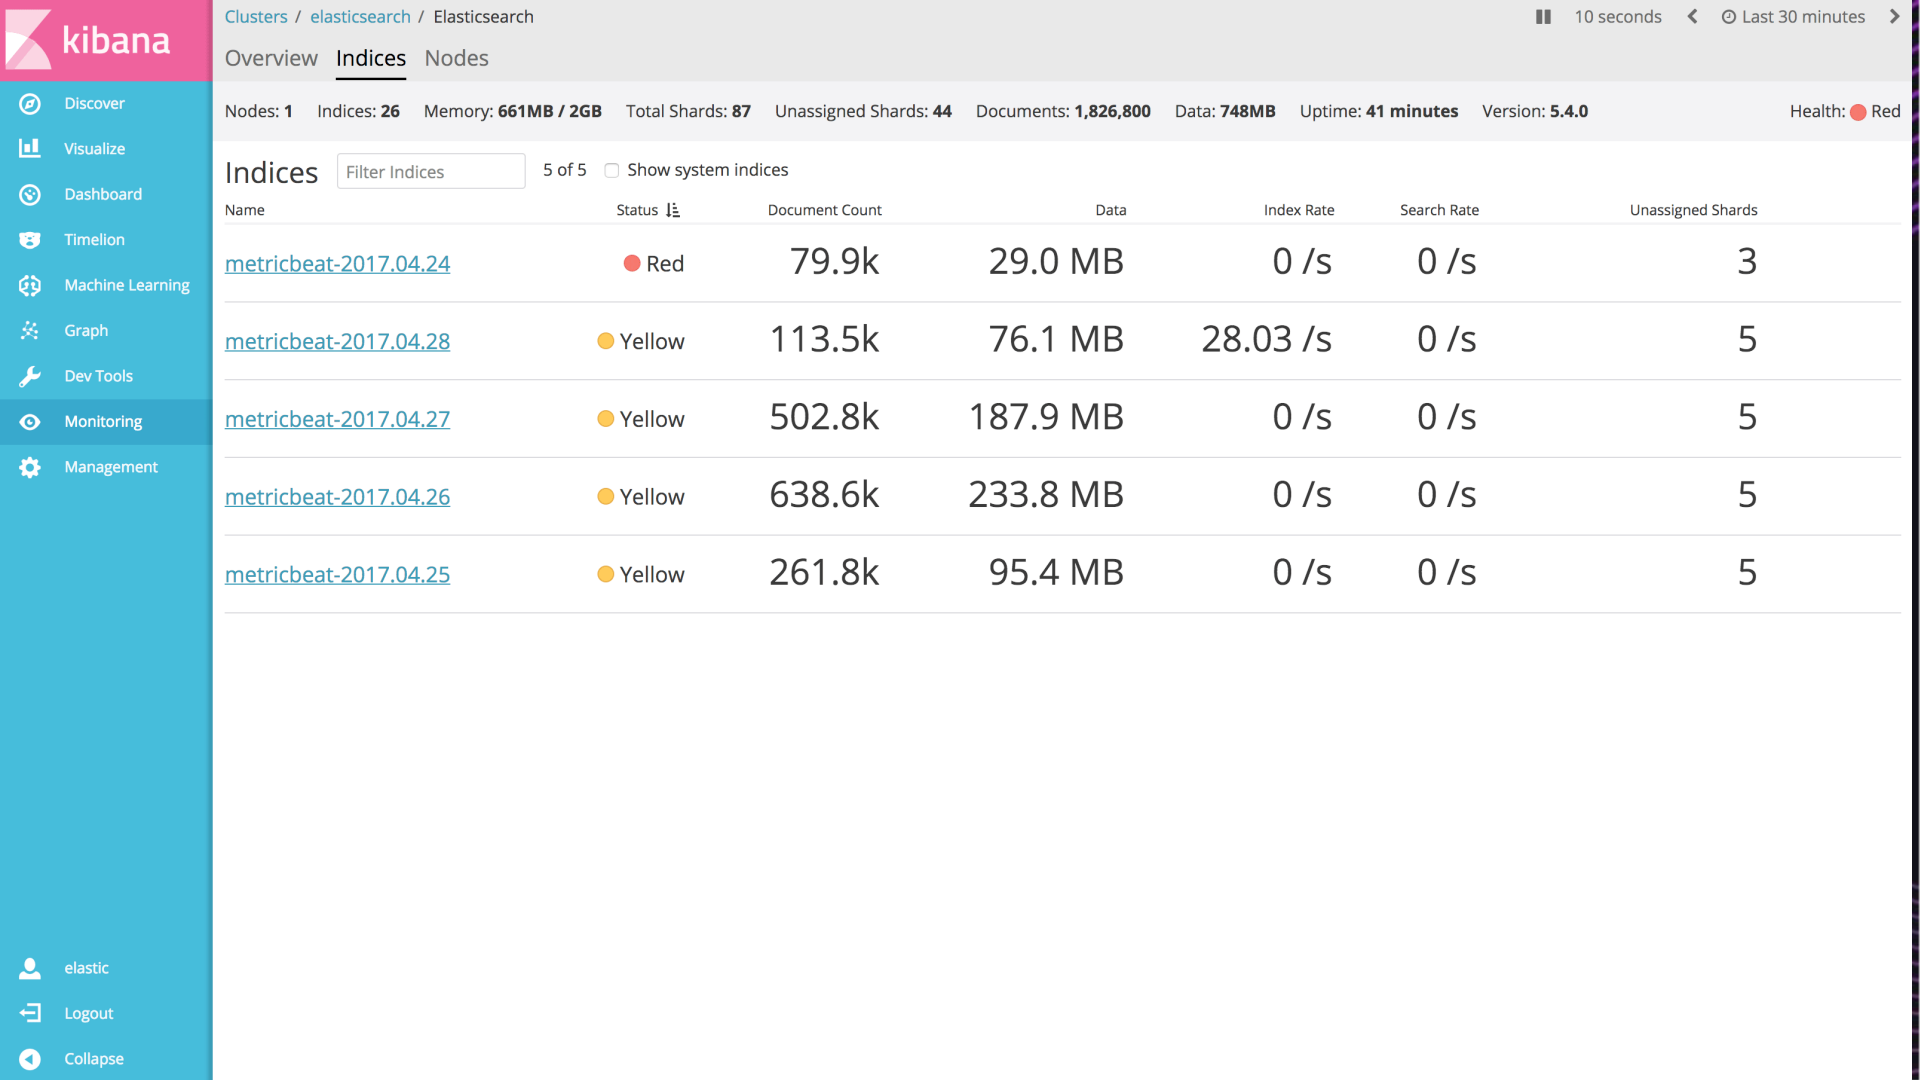 kibana
Clusters / elasticsearch / Elasticsearch
10 seconds Last 30 minutes
Overview Indices Nodes
Nodes: 1 Indices: 26 Memory: 661MB / 2GB Total Shards: 87 Unassigned Shards: 44 Documents: 1,826,800 Data: 748MB Uptime: 41 minutes Version: 5.4.0 Health: Red
Discover
Visualize
Dashboard
Timelion
Machine Learning
Graph
Dev Tools
Monitoring
Management
elastic
Logout
Collapse
Indices Filter Indices 5 of 5 Show system indices
Name Status Document Count Data Index Rate Search Rate Unassigned Shards
metricbeat-2017.04.24 Red 79.9k 29.0 MB 0 /s 0 /s 3
metricbeat-2017.04.28 Yellow 113.5k 76.1 MB 28.03 /s 0 /s 5
metricbeat-2017.04.27 Yellow 502.8k 187.9 MB 0 /s 0 /s 5
metricbeat-2017.04.26 Yellow 638.6k 233.8 MB 0 /s 0 /s 5
metricbeat-2017.04.25 Yellow 261.8k 95.4 MB 0 /s 0 /s 5